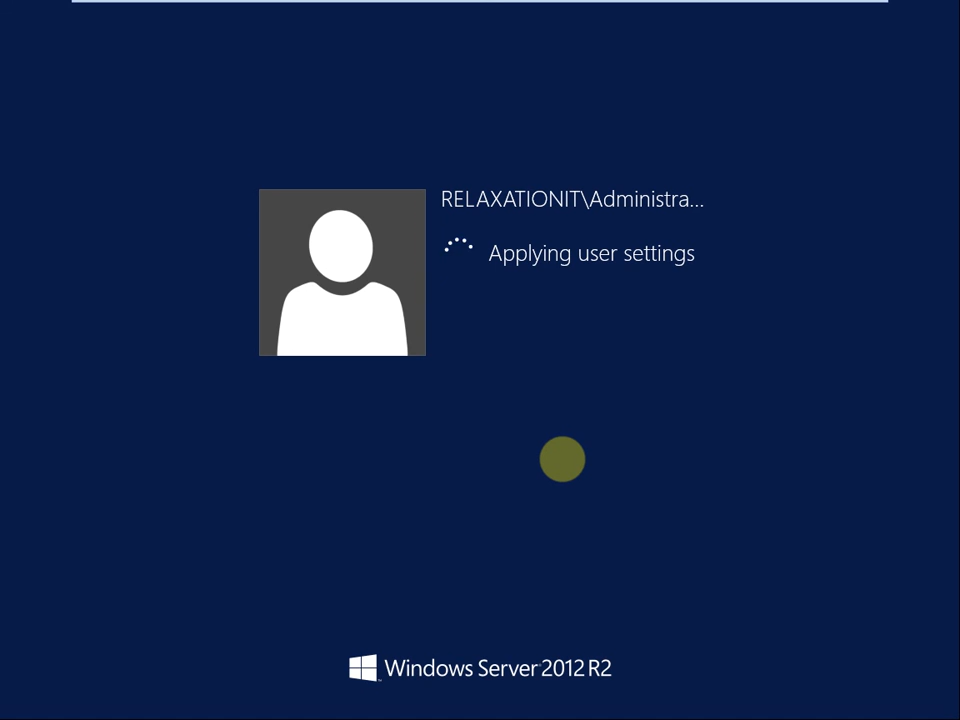 RELAXATIONIT\Administra...
Applying user settings
Windows Server 2012 R2